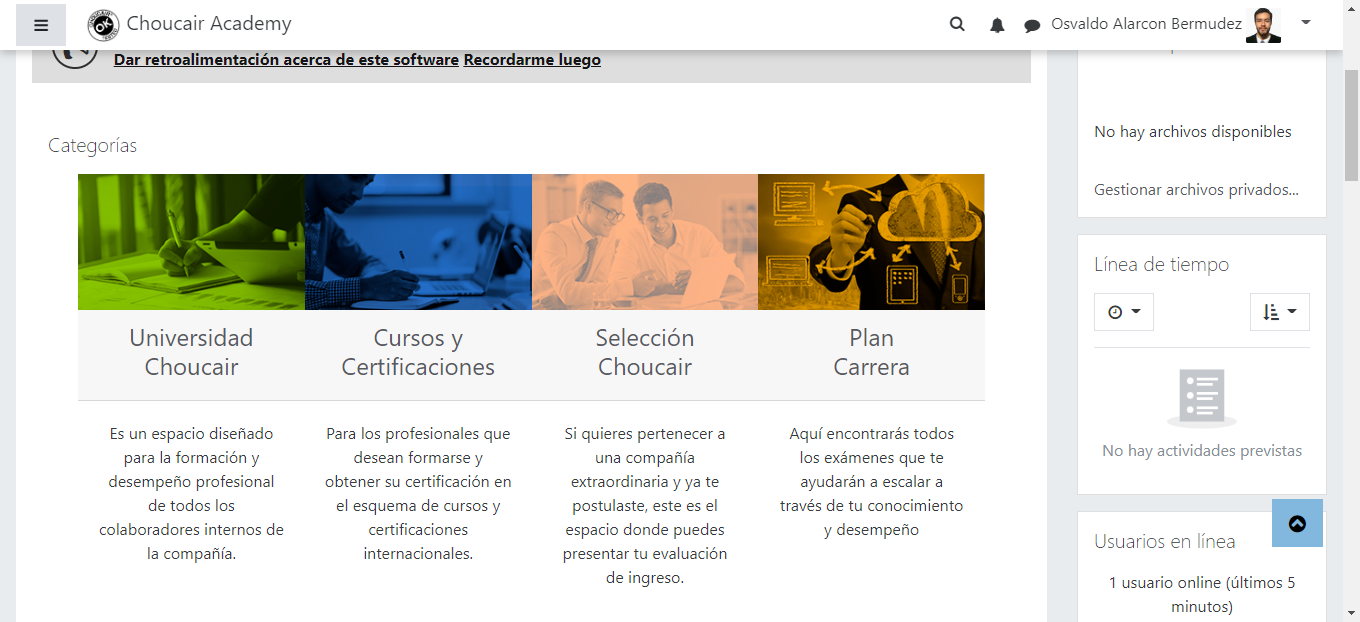 Choucair Academy
Osvaldo Alarcon Bermudez
Dar retroalimentación acerca de este software Recordarme luego
Categorías
Universidad
Choucair
Es un espacio diseñado
para la formación y
desempeño profesional
de todos los
colaboradores internos de
la compañía.
Cursos y
Certificaciones
Para los profesionales que
desean formarse y
obtener su certificación en
el esquema de cursos y
certificaciones
internacionales.
Selección
Choucair
Si quieres pertenecer a
una compañía
extraordinaria y ya te
postulaste, este es el
espacio donde puedes
presentar tu evaluación
de ingreso.
Plan
Carrera
Aquí encontrarás todos
los exámenes que te
ayudarán a escalar a
través de tu conocimiento
y desempeño
No hay archivos disponibles
Gestionar archivos privados...
Línea de tiempo
No hay actividades previstas
Usuarios en línea
1 usuario online (últimos 5
minutos)